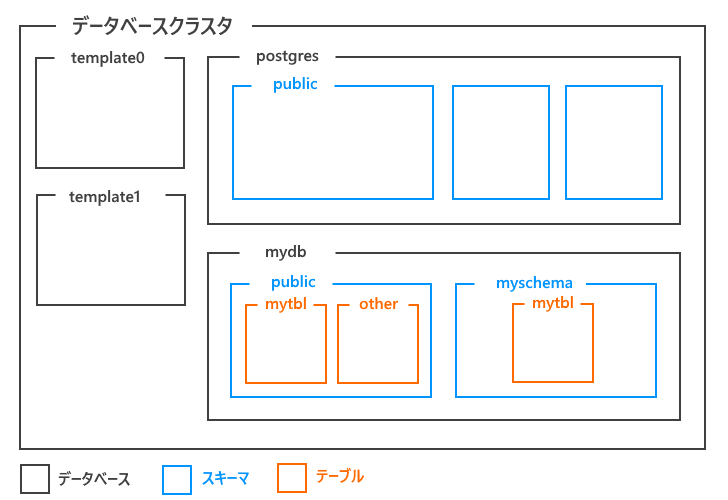 データベースクラスタ
template0
postgres
public
template1
mydb
public
myschema
mytbl
other
mytbl
データベース
スキーマ
テーブル